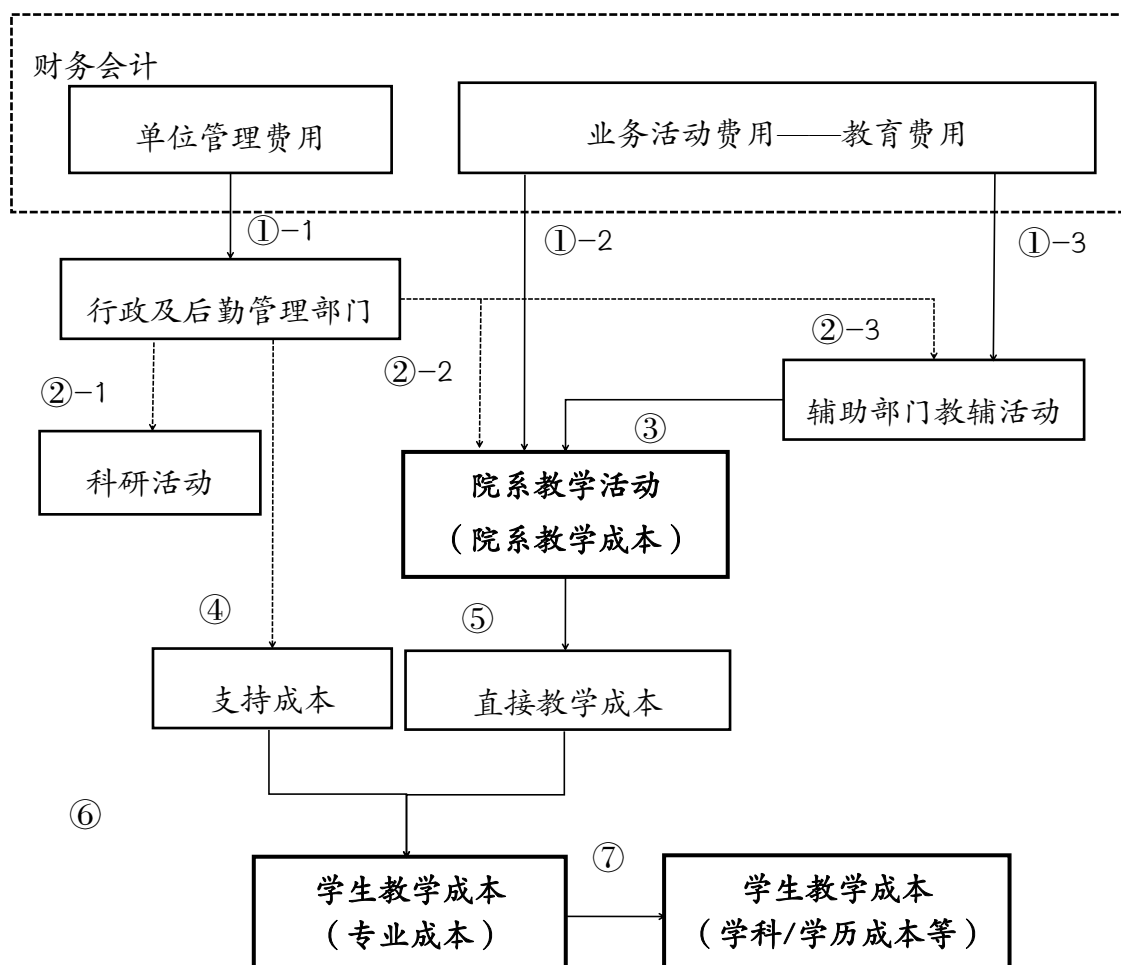 财务会计
单位管理费用
业务活动费用——教育费用
①-1
①-2
①-3
行政及后勤管理部门
②-3
②-2
②-1
辅助部门教辅活动
③
科研活动
院系教学活动
（院系教学成本）
④
⑤
支持成本
直接教学成本
⑥
⑦
学生教学成本
（专业成本）
学生教学成本
（学科/学历成本等）